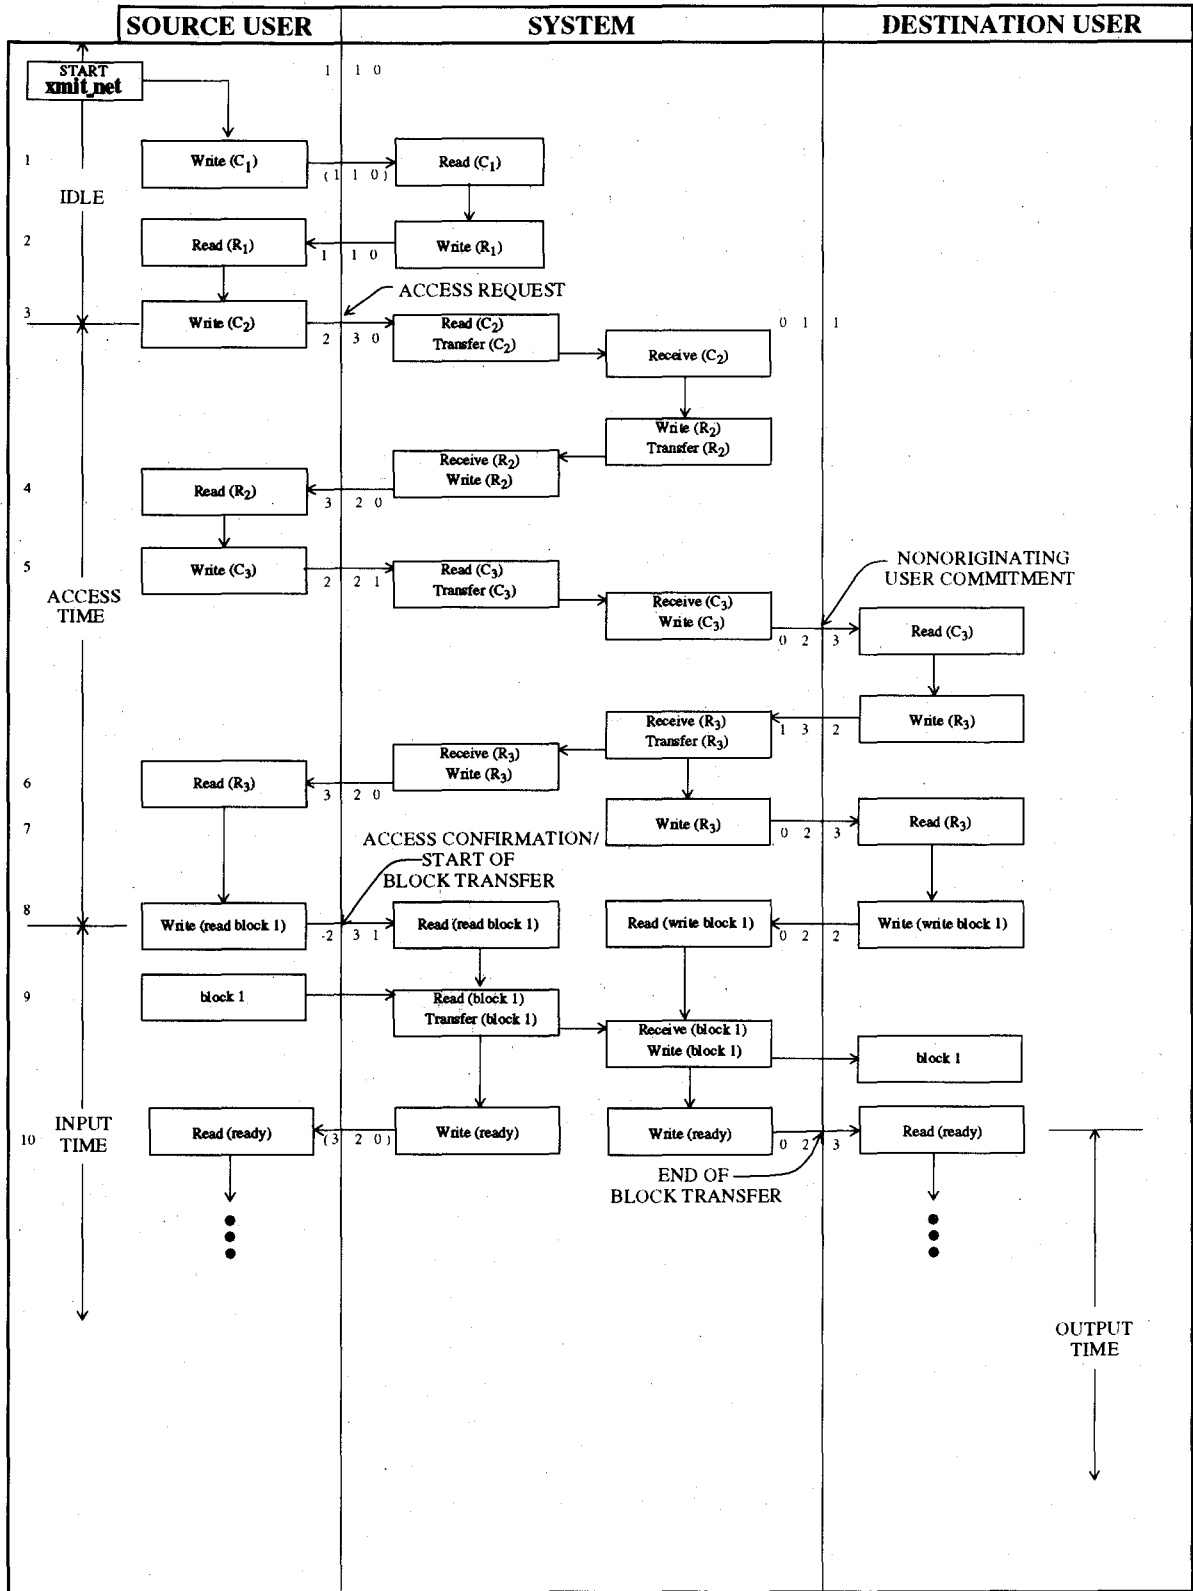 SOURCE USER SYSTEM DESTINATION USER
START
xmit_net
1 1 0
1
Write (C1)
(1 1 0)
Read (C1)
IDLE
2
Read (R1)
1 1 0
Write (R1)
ACCESS REQUEST
3
Write (C2)
2 3 0
Read (C2)
Transfer (C2)
0 1 1
Receive (C2)
Write (R2)
Transfer (R2)
Receive (R2)
Write (R2)
4
Read (R2)
3 2 0
5
Write (C3)
2 2 1
Read (C3)
Transfer (C3)
NONORIGINATING
USER COMMITMENT
ACCESS
TIME
Receive (C3)
Write (C3)
0 2 3
Read (C3)
Receive (R3)
Transfer (R3)
1 3 2
Write (R3)
Receive (R3)
Write (R3)
6
Read (R3)
3 2 0
7
Write (R3)
0 2 3
Read (R3)
ACCESS CONFIRMATION/
START OF
BLOCK TRANSFER
8
Write (read block 1)
-2 3 1
Read (read block 1)
Read (write block 1)
0 2 2
Write (write block 1)
9
block 1
Read (block 1)
Transfer (block 1)
Receive (block 1)
Write (block 1)
block 1
INPUT
TIME
10
Read (ready)
(3 2 0)
Write (ready)
Write (ready)
0 2 3
Read (ready)
END OF
BLOCK TRANSFER
OUTPUT
TIME